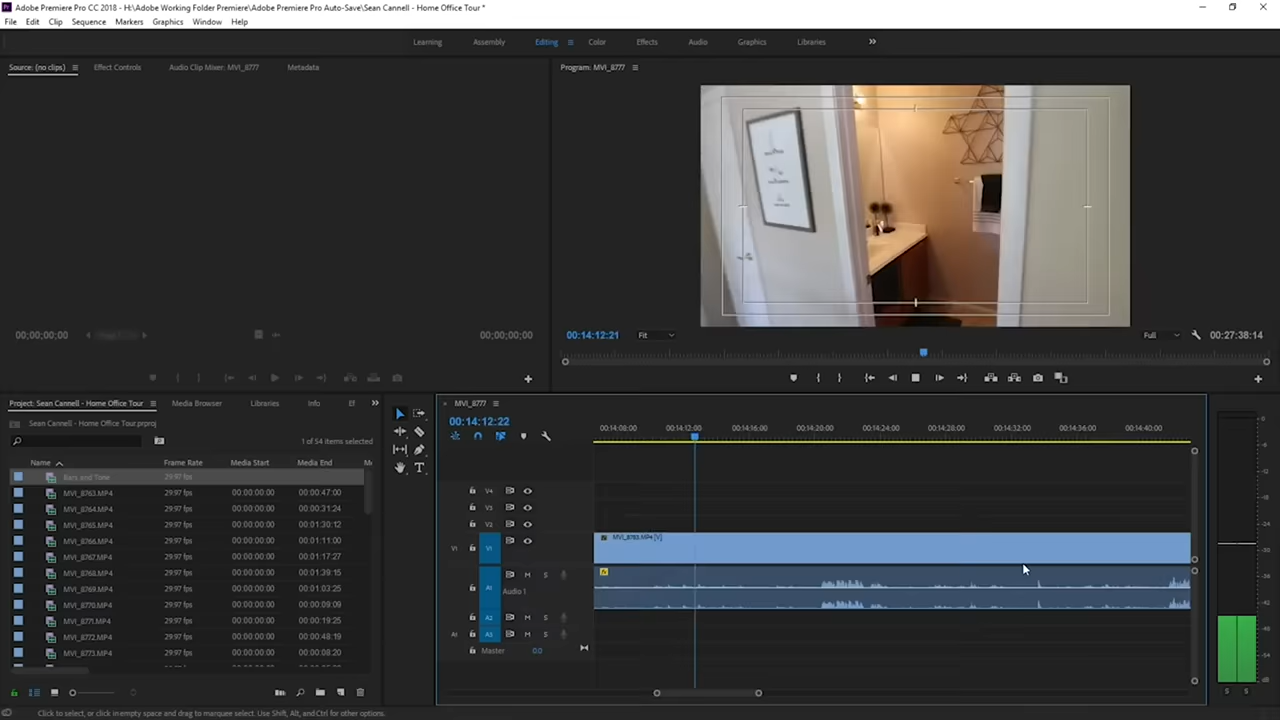 Adobe Premiere Pro CC 2018 - H:\Adobe Working Folder Premiere\Adobe Premiere Pro Auto-Save\Sean Cannell - Home Office Tour *
File Edit Clip Sequence Markers Graphics Window Help
Learning Assembly Editing Color Effects Audio Graphics Libraries
Source: (no clips) Effect Controls Audio Clip Mixer: MVI_8777 Metadata
Program: MVI_8777
00;00;00;00 00;00;00;00
00:14:12:21 Fit Full 00:27:38:14
Project: Sean Cannell - Home Office Tour Media Browser Libraries Info Ef
Sean Cannell - Home Office Tour.prproj
1 of 54 items selected
Name Frame Rate Media Start Media End M
Bars and Tone 29.97 fps
MVI_8763.MP4 29.97 fps 00:00:00:00 00:00:47:00
MVI_8764.MP4 29.97 fps 00:00:00:00 00:00:31:24
MVI_8765.MP4 29.97 fps 00:00:00:00 00:01:30:12
MVI_8766.MP4 29.97 fps 00:00:00:00 00:01:11:00
MVI_8767.MP4 29.97 fps 00:00:00:00 00:01:17:27
MVI_8768.MP4 29.97 fps 00:00:00:00 00:01:39:15
MVI_8769.MP4 29.97 fps 00:00:00:00 00:01:03:25
MVI_8770.MP4 29.97 fps 00:00:00:00 00:00:09:09
MVI_8771.MP4 29.97 fps 00:00:00:00 00:00:19:25
MVI_8772.MP4 29.97 fps 00:00:00:00 00:00:48:19
MVI_8773.MP4 29.97 fps 00:00:00:00 00:00:08:20
MVI_8777
00:14:12:22
00:14:08:00 00:14:12:00 00:14:16:00 00:14:20:00 00:14:24:00 00:14:28:00 00:14:32:00 00:14:36:00 00:14:40:00
V4
V3
V2
V1 V1
MVI_8783.MP4 [V]
A1 M S
Audio 1
A2 M S
A1 A3 M S
Master 0.0
0
S S
Click to select, or click in empty space and drag to marquee select. Use Shift, Alt, and Ctrl for other options.